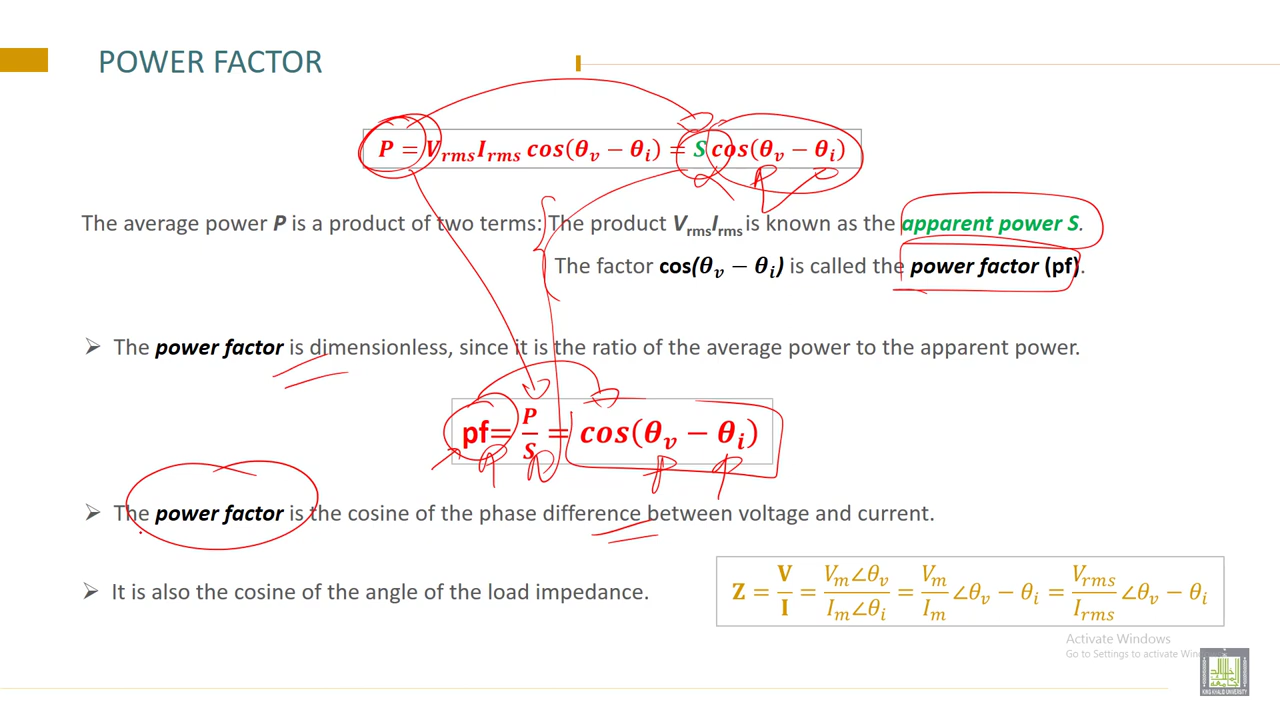 POWER FACTOR
P = V_rms I_rms cos(θ_v − θ_i) = S cos(θ_v − θ_i)
The average power P is a product of two terms: The product V_rms I_rms is known as the apparent power S.
The factor cos(θ_v − θ_i) is called the power factor (pf).
➢ The power factor is dimensionless, since it is the ratio of the average power to the apparent power.
pf = P/S = cos(θ_v − θ_i)
➢ The power factor is the cosine of the phase difference between voltage and current.
➢ It is also the cosine of the angle of the load impedance.
Z = V/I = V_m∠θ_v / I_m∠θ_i = V_m/I_m ∠θ_v − θ_i = V_rms/I_rms ∠θ_v − θ_i
Activate Windows
Go to Settings to activate Win
KING KHALID UNIVERSITY